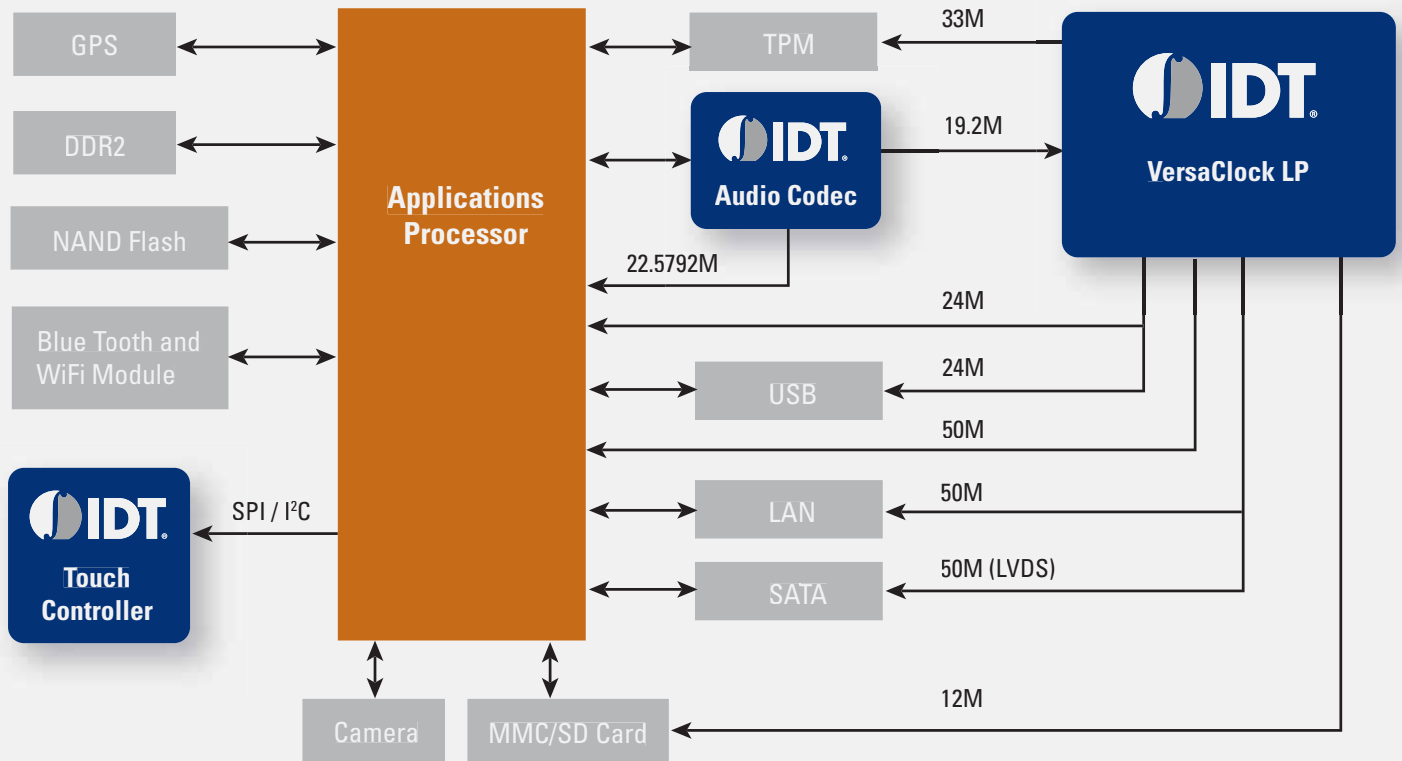 GPS
DDR2
NAND Flash
Blue Tooth and
WiFi Module
IDT®
Touch
Controller
SPI / I²C
Applications
Processor
TPM
33M
IDT®
Audio Codec
19.2M
IDT®
VersaClock LP
22.5792M
24M
USB
24M
50M
LAN
50M
SATA
50M (LVDS)
Camera
MMC/SD Card
12M